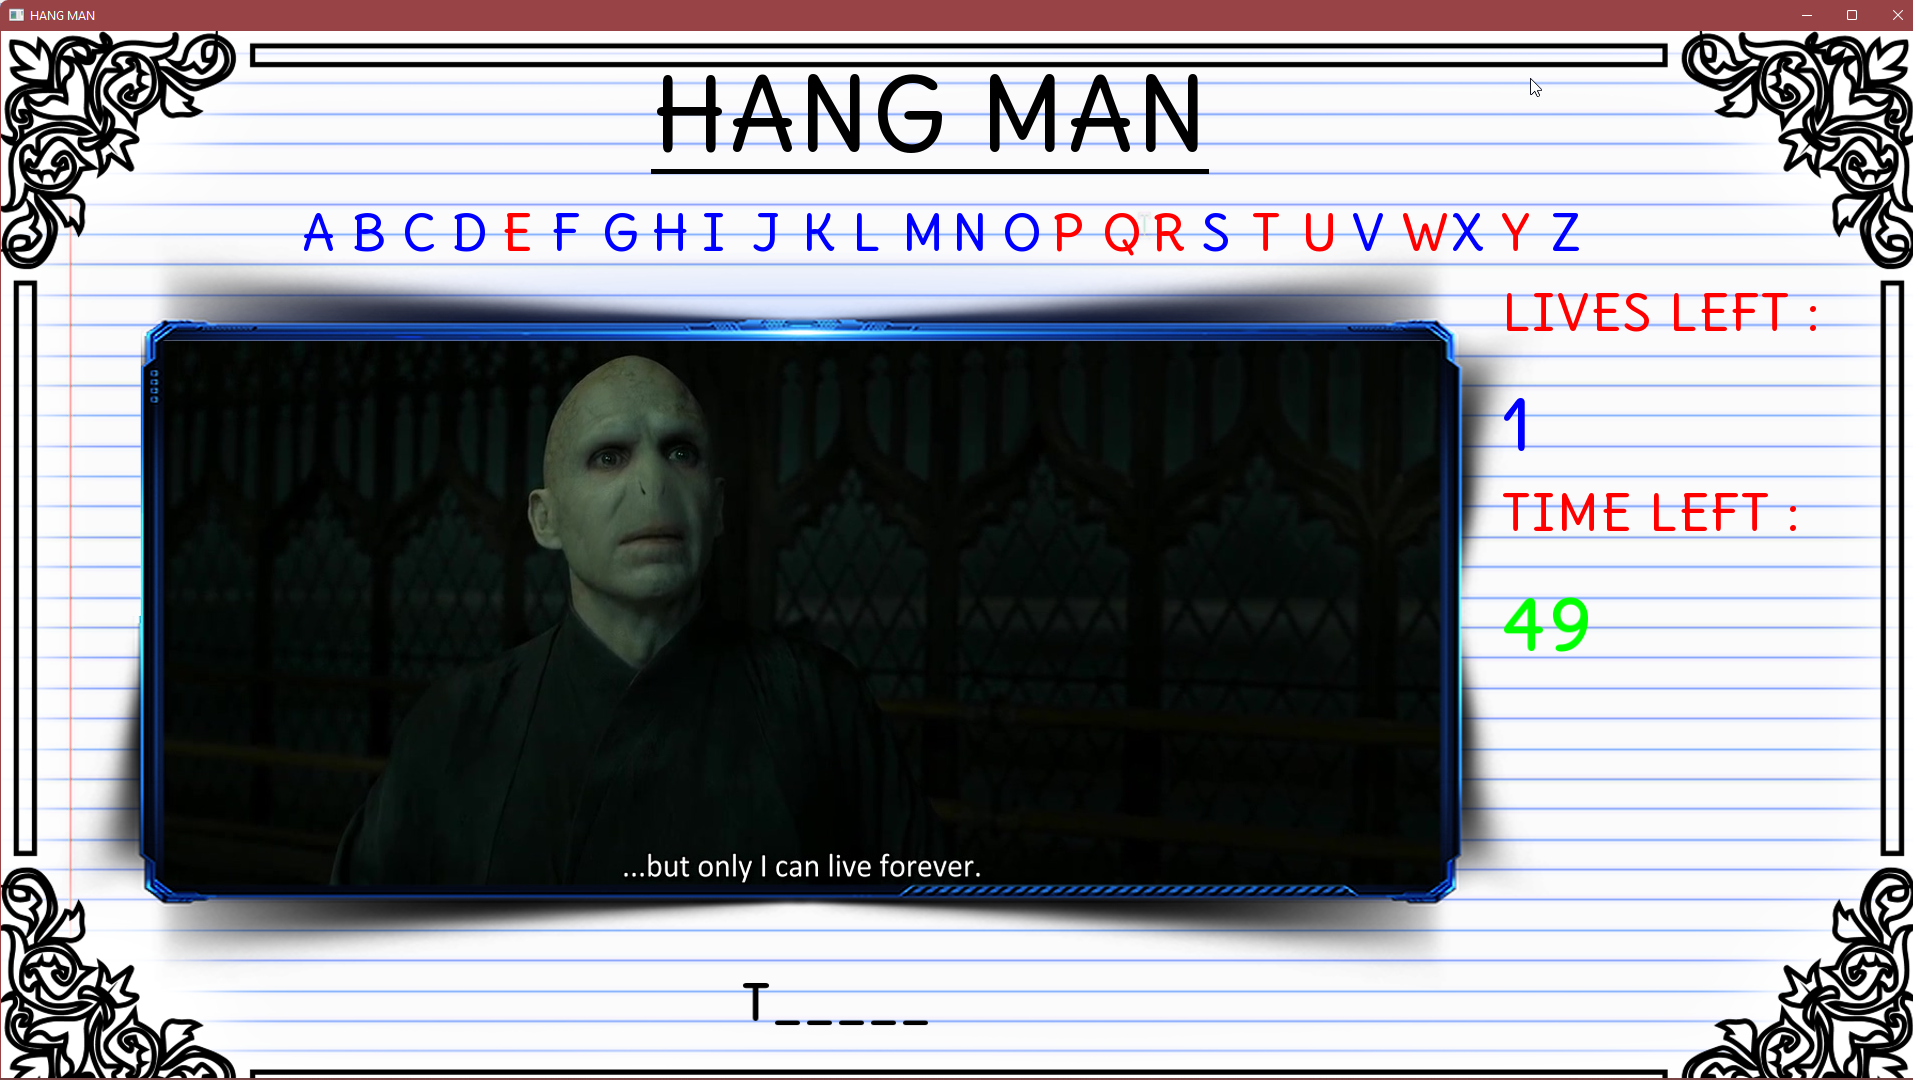 HANG MAN
HANG MAN
A B C D E F G H I J K L M N O P Q R S T U V W X Y Z
LIVES LEFT :
1
TIME LEFT :
49
...but only I can live forever.
T_____